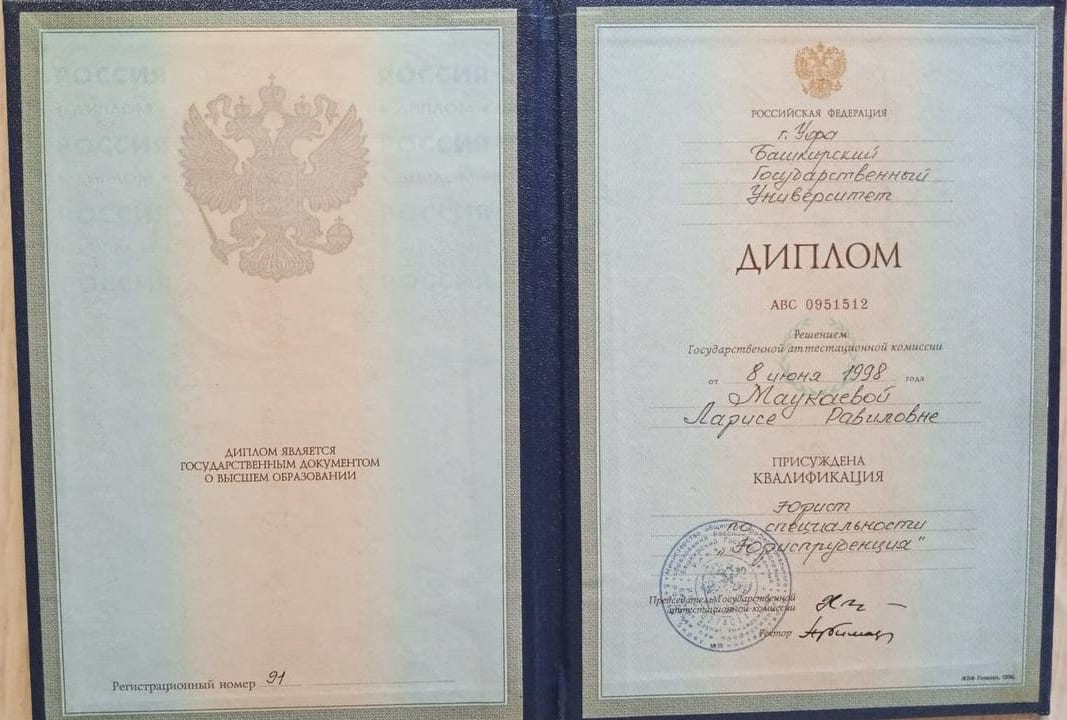 ДИПЛОМ ЯВЛЯЕТСЯ
ГОСУДАРСТВЕННЫМ ДОКУМЕНТОМ
О ВЫСШЕМ ОБРАЗОВАНИИ
Регистрационный номер 91
РОССИЙСКАЯ ФЕДЕРАЦИЯ
г. Уфа
Башкирский
Государственный
Университет
ДИПЛОМ
АВС 0951512
Решением
Государственной аттестационной комиссии
от 8 июня 1998 года
Маукаевой
Ларисе Равиловне
ПРИСУЖДЕНА
КВАЛИФИКАЦИЯ
Юрист
по специальности
"Юриспруденция"
Председатель Государственной
аттестационной комиссии
Ректор